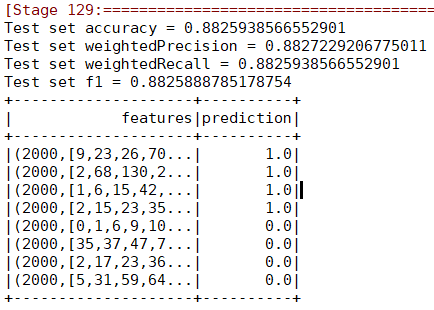 [Stage 129:=====================================
Test set accuracy = 0.8825938566552901
Test set weightedPrecision = 0.8827229206775011
Test set weightedRecall = 0.8825938566552901
Test set f1 = 0.8825888785178754
+--------------------+----------+
|            features|prediction|
+--------------------+----------+
|(2000,[9,23,26,70...|       1.0|
|(2000,[2,68,130,2...|       1.0|
|(2000,[1,6,15,42,...|       1.0|
|(2000,[2,15,23,35...|       1.0|
|(2000,[0,1,6,9,10...|       0.0|
|(2000,[35,37,47,7...|       0.0|
|(2000,[2,17,23,36...|       0.0|
|(2000,[5,31,59,64...|       0.0|
+--------------------+----------+